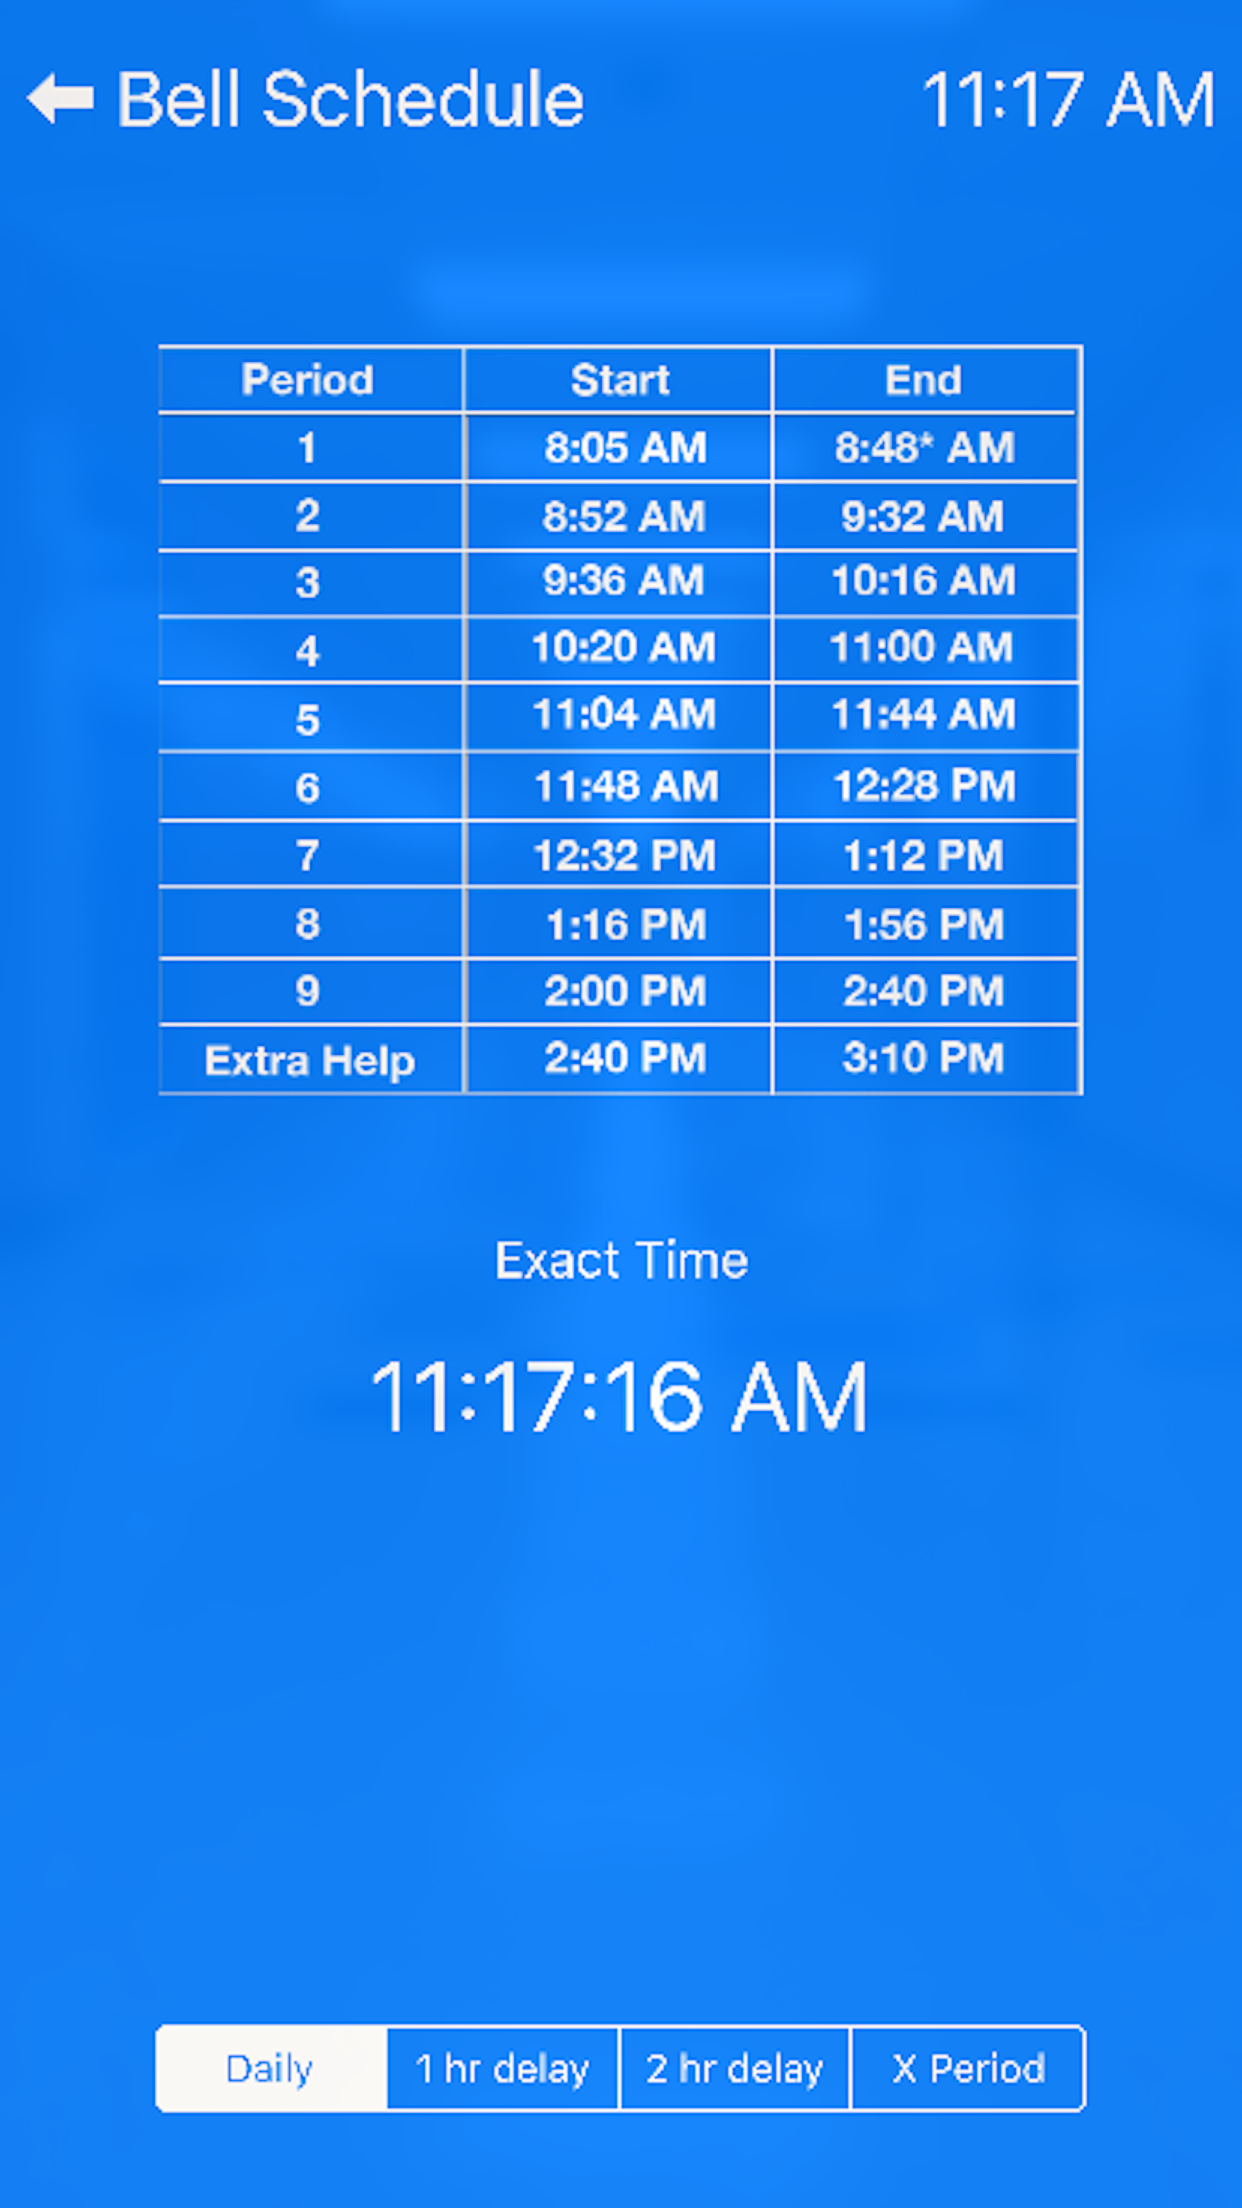 Bell Schedule 11:17 AM
Period Start End
1 8:05 AM 8:48* AM
2 8:52 AM 9:32 AM
3 9:36 AM 10:16 AM
4 10:20 AM 11:00 AM
5 11:04 AM 11:44 AM
6 11:48 AM 12:28 PM
7 12:32 PM 1:12 PM
8 1:16 PM 1:56 PM
9 2:00 PM 2:40 PM
Extra Help 2:40 PM 3:10 PM
Exact Time
11:17:16 AM
Daily 1 hr delay 2 hr delay X Period